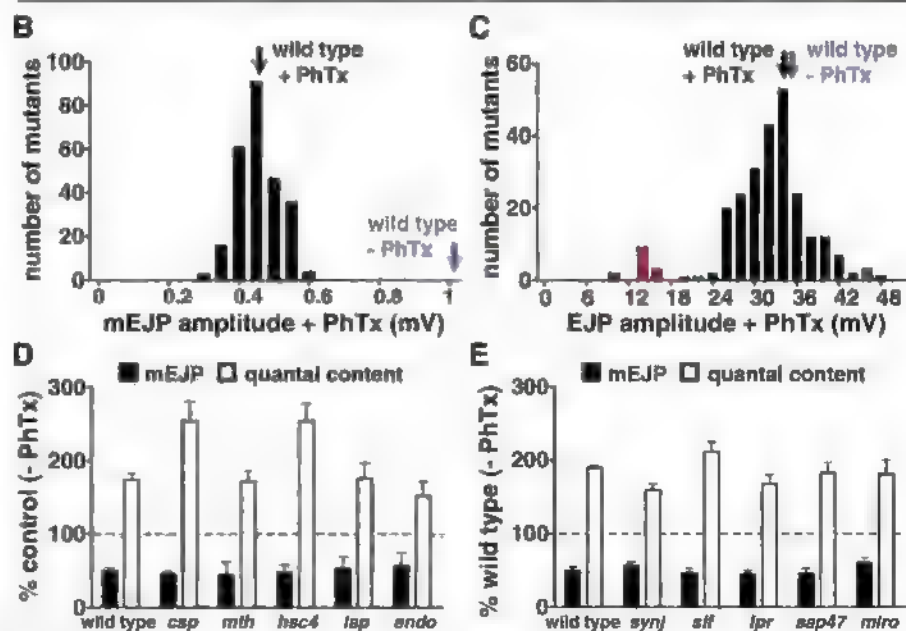 B
number of mutants
100
80
60
40
20
0
wild type
+ PhTx
wild type
- PhTx
0 0.2 0.4 0.6 0.8 1
mEJP amplitude + PhTx (mV)
C
number of mutants
60
40
20
0
wild type
+ PhTx
wild type
- PhTx
0 6 12 18 24 30 36 42 48
EJP amplitude + PhTx (mV)
D
mEJP quantal content
% control (- PhTx)
300
200
100
0
wild type csp mth hsc4 lap endo
E
mEJP quantal content
% wild type (- PhTx)
300
200
100
0
wild type synj sif lpr sap47 miro